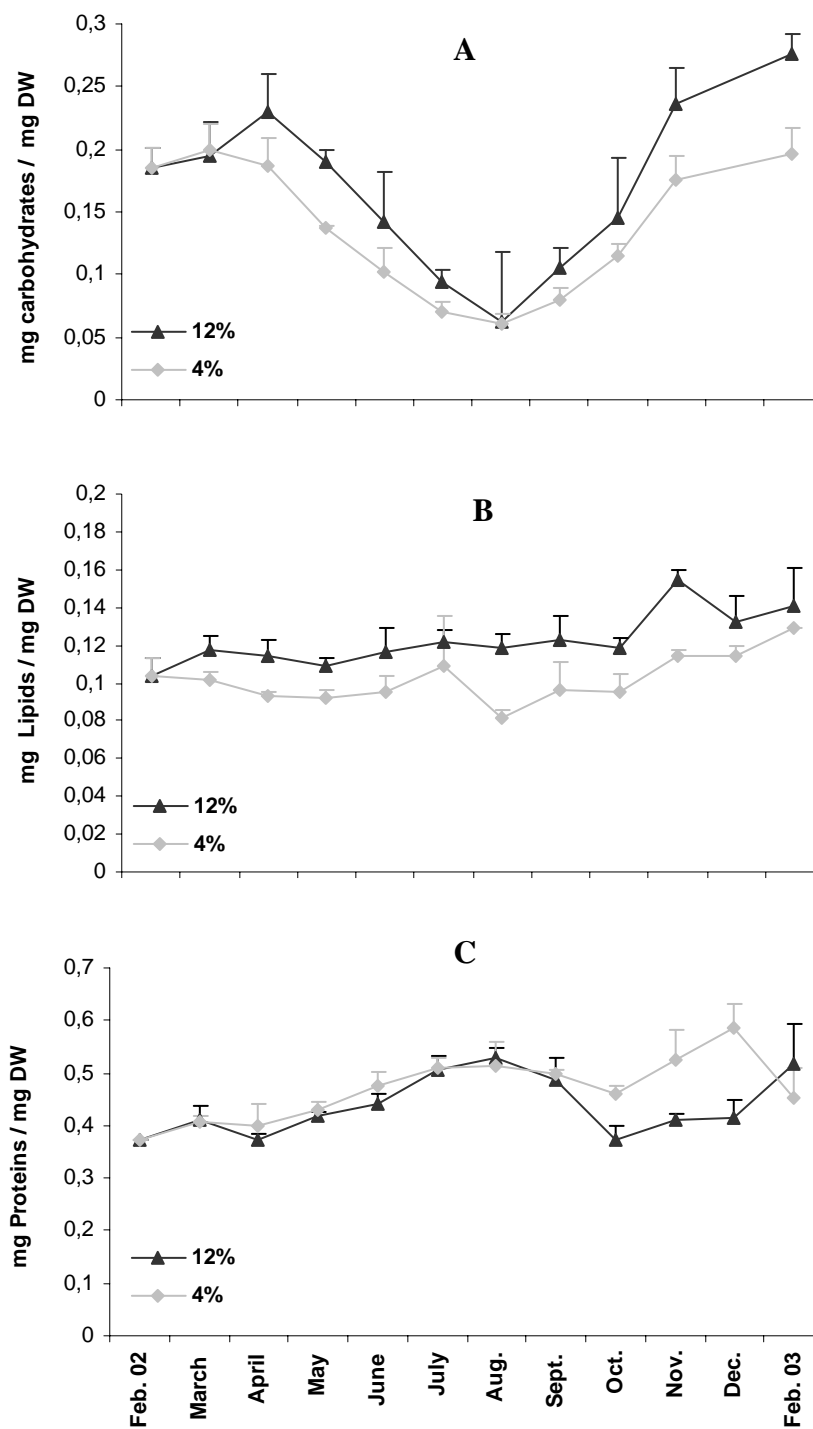 A
mg carbohydrates / mg DW
0,3
0,25
0,2
0,15
0,1
0,05
0
12%
4%
B
mg Lipids / mg DW
0,2
0,18
0,16
0,14
0,12
0,1
0,08
0,06
0,04
0,02
0
12%
4%
C
mg Proteins / mg DW
0,7
0,6
0,5
0,4
0,3
0,2
0,1
0
12%
4%
Feb. 02
March
April
May
June
July
Aug.
Sept.
Oct.
Nov.
Dec.
Feb. 03